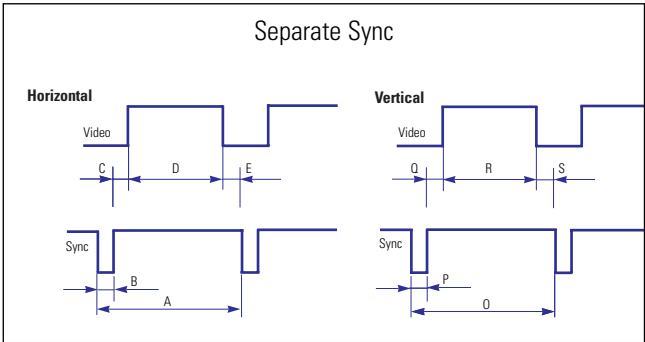 Separate Sync
Horizontal
Vertical
Video
Video
C D E
Q R S
Sync
Sync
B
P
A
O